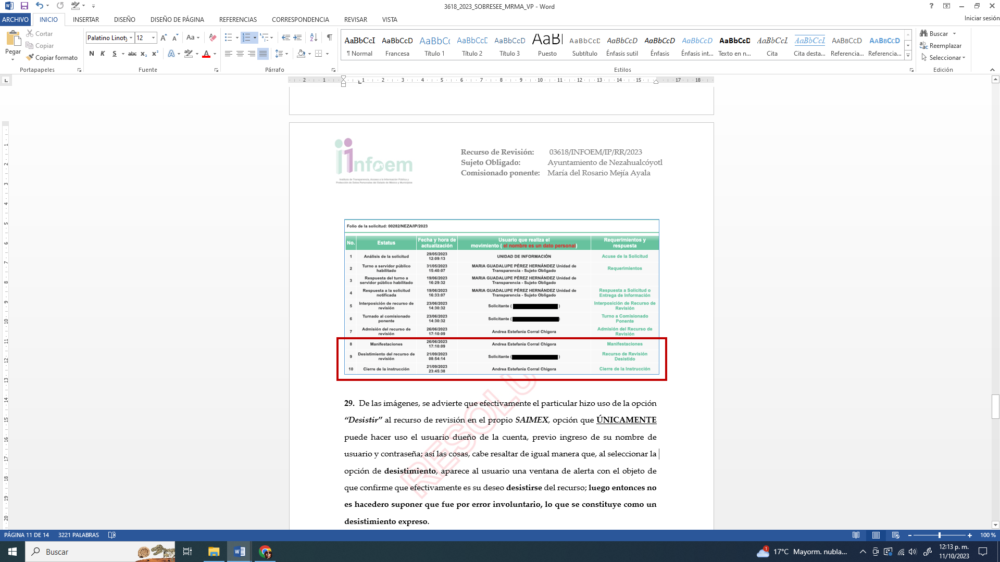 3618_2023_SOBRESEE_MRMA_VP - Word
Iniciar sesión
ARCHIVO INICIO INSERTAR DISEÑO DISEÑO DE PÁGINA REFERENCIAS CORRESPONDENCIA REVISAR VISTA
Pegar
Cortar
Copiar
Copiar formato
Portapapeles
Palatino Linoty 12
N K S abc x₂ x²
Fuente
Párrafo
AaBbCcI AaBbCcD AaBbCc AaBbCcD AaBbCcD AaBl AaBbCcD AaBbCcD AaBbCcD AaBbCcD AaBbCcD AaBbCcI AaBbCcI AABBCCD AABBCCD
¶ Normal Francesa Título 1 Título 2 Título 3 Puesto Subtítulo Énfasis sutil Énfasis Énfasis int... Texto en n... Cita Cita desta... Referencia... Referencia...
Estilos
Buscar
Reemplazar
Seleccionar
Edición
2 1 1 2 3 4 5 6 7 8 9 10 11 12 13 14 15 17 18
infoem
Instituto de Transparencia, Acceso a la Información Pública y
Protección de Datos Personales del Estado de México y Municipios
Recurso de Revisión: 03618/INFOEM/IP/RR/2023
Sujeto Obligado: Ayuntamiento de Nezahualcóyotl
Comisionado ponente: María del Rosario Mejía Ayala
Folio de la solicitud: 00282/NEZA/IP/2023
No. Estatus Fecha y hora de actualización Usuario que realiza el movimiento ( el nombre es un dato personal) Requerimientos y respuesta
1 Análisis de la solicitud 29/05/2023 12:09:13 UNIDAD DE INFORMACIÓN Acuse de la Solicitud
2 Turno a servidor público habilitado 31/05/2023 15:40:07 MARIA GUADALUPE PÉREZ HERNÁNDEZ Unidad de Transparencia - Sujeto Obligado Requerimientos
3 Respuesta del turno a servidor público habilitado 19/06/2023 16:29:32 MARIA GUADALUPE PÉREZ HERNÁNDEZ Unidad de Transparencia - Sujeto Obligado
4 Respuesta a la solicitud notificada 19/06/2023 16:33:07 MARIA GUADALUPE PÉREZ HERNÁNDEZ Unidad de Transparencia - Sujeto Obligado Respuesta a Solicitud o Entrega de Información
5 Interposición de recurso de revisión 23/06/2023 14:30:32 Solicitante ( ) Interposición de Recurso de Revisión
6 Turnado al comisionado ponente 23/06/2023 14:30:32 Solicitante ( ) Turno a Comisionado Ponente
7 Admisión del recurso de revisión 26/06/2023 17:10:09 Andrea Estefania Corral Chigora Admisión del Recurso de Revisión
8 Manifestaciones 26/06/2023 17:10:09 Andrea Estefania Corral Chigora Manifestaciones
9 Desistimiento del recurso de revisión 21/09/2023 08:54:14 Solicitante ( ) Recurso de Revisión Desistido
10 Cierre de la instrucción 21/09/2023 23:45:38 Andrea Estefania Corral Chigora Cierre de la Instrucción
RESOLU
29. De las imágenes, se advierte que efectivamente el particular hizo uso de la opción
“Desistir” al recurso de revisión en el propio SAIMEX, opción que ÚNICAMENTE
puede hacer uso el usuario dueño de la cuenta, previo ingreso de su nombre de
usuario y contraseña; así las cosas, cabe resaltar de igual manera que, al seleccionar la
opción de desistimiento, aparece al usuario una ventana de alerta con el objeto de
que confirme que efectivamente es su deseo desistirse del recurso; luego entonces no
es hacedero suponer que fue por error involuntario, lo que se constituye como un
desistimiento expreso.
PÁGINA 11 DE 14 3221 PALABRAS 100 %
Buscar
1 17°C Mayorm. nubla...
12:13 p. m.
11/10/2023